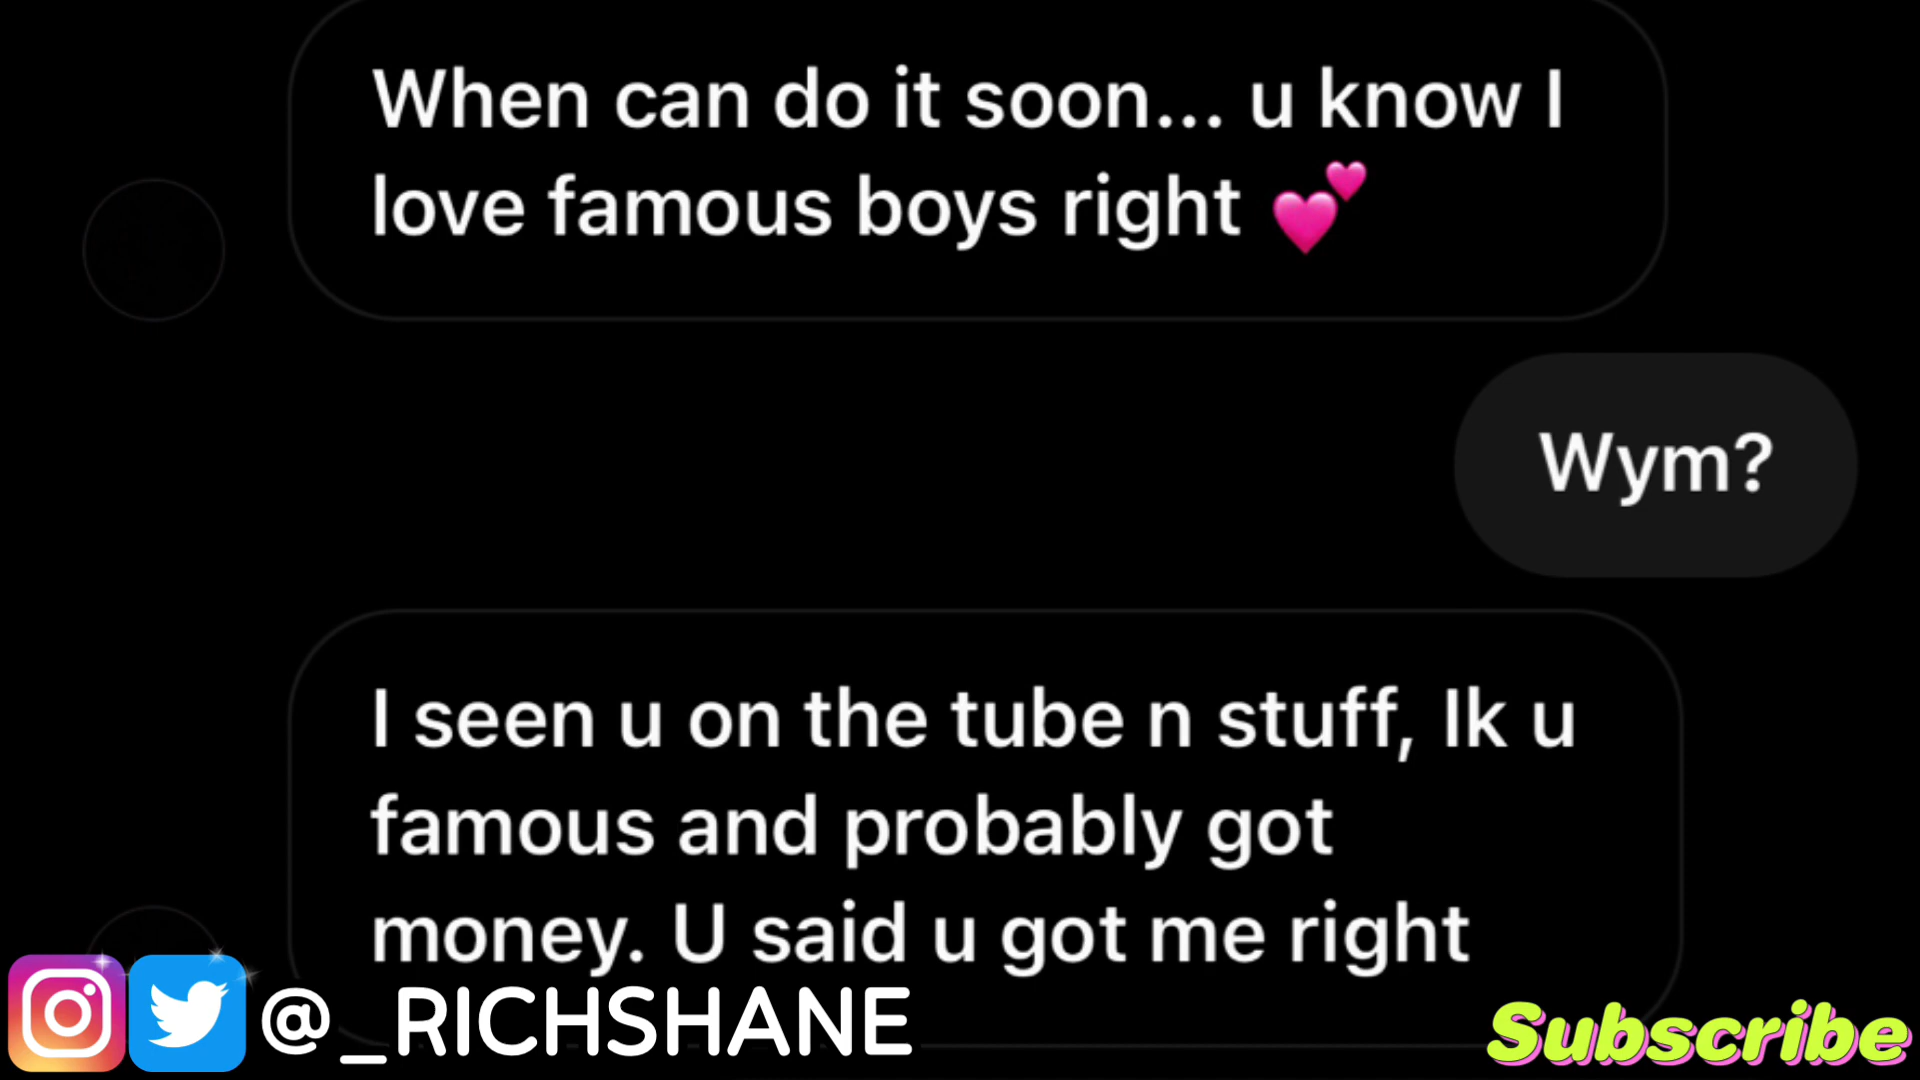 When can do it soon... u know I
love famous boys right 💕
Wym?
I seen u on the tube n stuff, Ik u
famous and probably got
money. U said u got me right
@_RICHSHANE
Subscribe